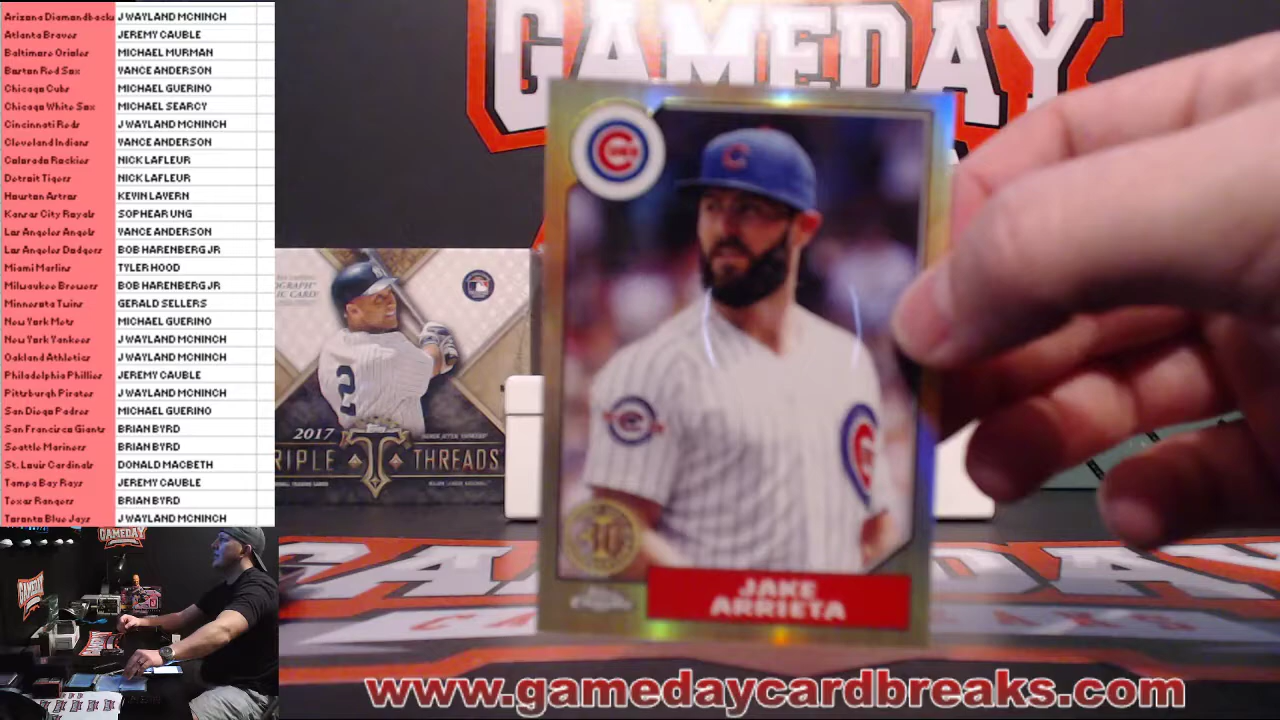 Arizona Diamondbacks J WAYLAND MCNINCH
Atlanta Braves JEREMY CAUBLE
Baltimore Orioles MICHAEL MURMAN
Boston Red Sox VANCE ANDERSON
Chicago Cubs MICHAEL GUERINO
Chicago White Sox MICHAEL SEARCY
Cincinnati Reds J WAYLAND MCNINCH
Cleveland Indians VANCE ANDERSON
Colorado Rockies NICK LAFLEUR
Detroit Tigers NICK LAFLEUR
Houston Astros KEVIN LAVERN
Kansas City Royals SOPHEAR UNG
Los Angeles Angels VANCE ANDERSON
Los Angeles Dodgers BOB HARENBERG JR
Miami Marlins TYLER HOOD
Milwaukee Brewers BOB HARENBERG JR
Minnesota Twins GERALD SELLERS
New York Mets MICHAEL GUERINO
New York Yankees J WAYLAND MCNINCH
Oakland Athletics J WAYLAND MCNINCH
Philadelphia Phillies JEREMY CAUBLE
Pittsburgh Pirates J WAYLAND MCNINCH
San Diego Padres MICHAEL GUERINO
San Francisco Giants BRIAN BYRD
Seattle Mariners BRIAN BYRD
St. Louis Cardinals DONALD MACBETH
Tampa Bay Rays JEREMY CAUBLE
Texas Rangers BRIAN BYRD
Toronto Blue Jays J WAYLAND MCNINCH
GAMEDAY
2
2017
RIPLE THREADS
JAKE
ARRIETA
GAMEDAY
GAMEDAY
www.gamedaycardbreaks.com